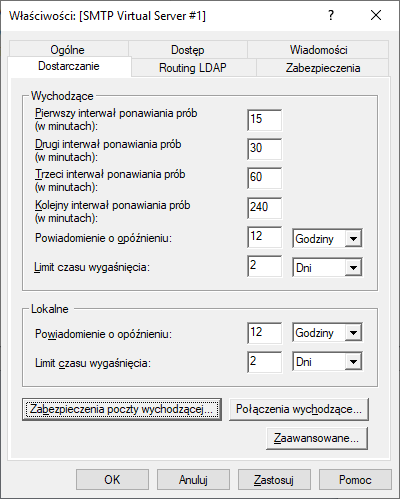 Właściwości: [SMTP Virtual Server #1]
?
Ogólne Dostęp Wiadomości
Dostarczanie Routing LDAP Zabezpieczenia
Wychodzące
Pierwszy interwał ponawiania prób
(w minutach):
15
Drugi interwał ponawiania prób
(w minutach):
30
Trzeci interwał ponawiania prób
(w minutach):
60
Kolejny interwał ponawiania prób
(w minutach):
240
Powiadomienie o opóźnieniu: 12 Godziny
Limit czasu wygaśnięcia: 2 Dni
Lokalne
Powiadomienie o opóźnieniu: 12 Godziny
Limit czasu wygaśnięcia: 2 Dni
Zabezpieczenia poczty wychodzącej... Połączenia wychodzące...
Zaawansowane...
OK Anuluj Zastosuj Pomoc